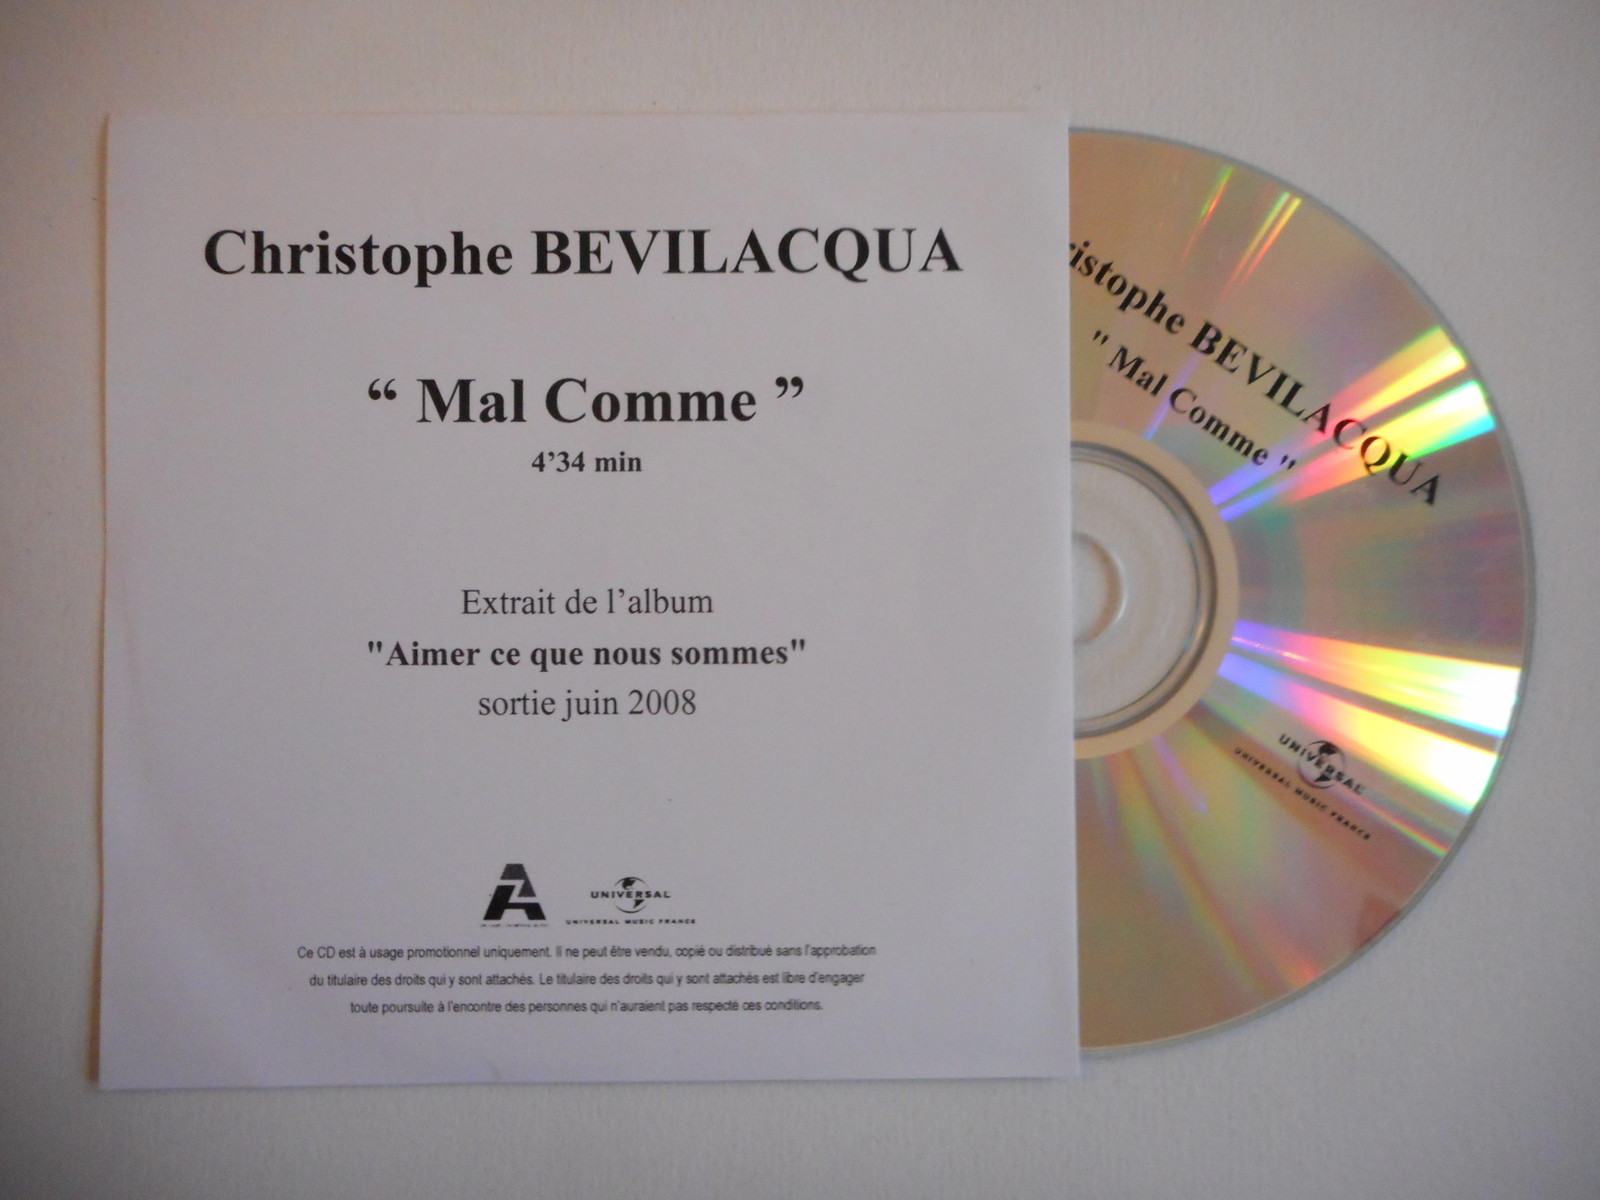 Christophe BEVILACQUA
“ Mal Comme ”
4’34 min
Extrait de l’album
"Aimer ce que nous sommes"
sortie juin 2008
UNIVERSAL
UNIVERSAL MUSIC FRANCE
Ce CD est à usage promotionnel uniquement. Il ne peut être vendu, copié ou distribué sans l'approbation
du titulaire des droits qui y sont attachés. Le titulaire des droits qui y sont attachés est libre d'engager
toute poursuite à l'encontre des personnes qui n'auraient pas respecté ces conditions.
ristophe BEVILACQUA
" Mal Comme "
UNIVERSAL
UNIVERSAL MUSIC FRANCE